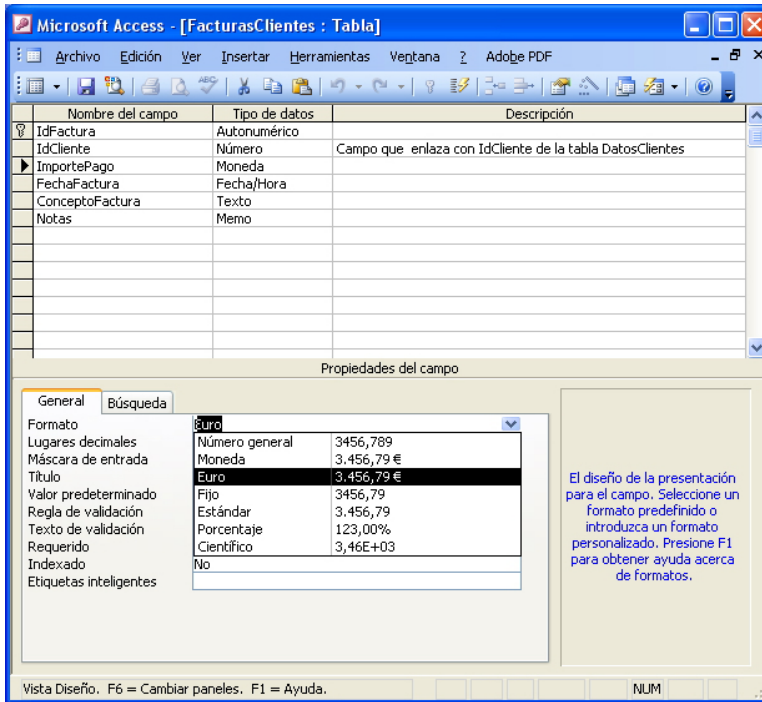 Microsoft Access - [FacturasClientes : Tabla]
Archivo Edición Ver Insertar Herramientas Ventana ? Adobe PDF
Nombre del campo Tipo de datos Descripción
IdFactura Autonumérico
IdCliente Número Campo que enlaza con IdCliente de la tabla DatosClientes
ImportePago Moneda
FechaFactura Fecha/Hora
ConceptoFactura Texto
Notas Memo
Propiedades del campo
General Búsqueda
Formato Euro
Lugares decimales Número general 3456,789
Máscara de entrada Moneda 3.456,79 €
Título Euro 3.456,79 €
Valor predeterminado Fijo 3456,79
Regla de validación Estándar 3.456,79
Texto de validación Porcentaje 123,00%
Requerido Científico 3,46E+03
Indexado No
Etiquetas inteligentes
El diseño de la presentación
para el campo. Seleccione un
formato predefinido o
introduzca un formato
personalizado. Presione F1
para obtener ayuda acerca
de formatos.
Vista Diseño. F6 = Cambiar paneles. F1 = Ayuda. NUM